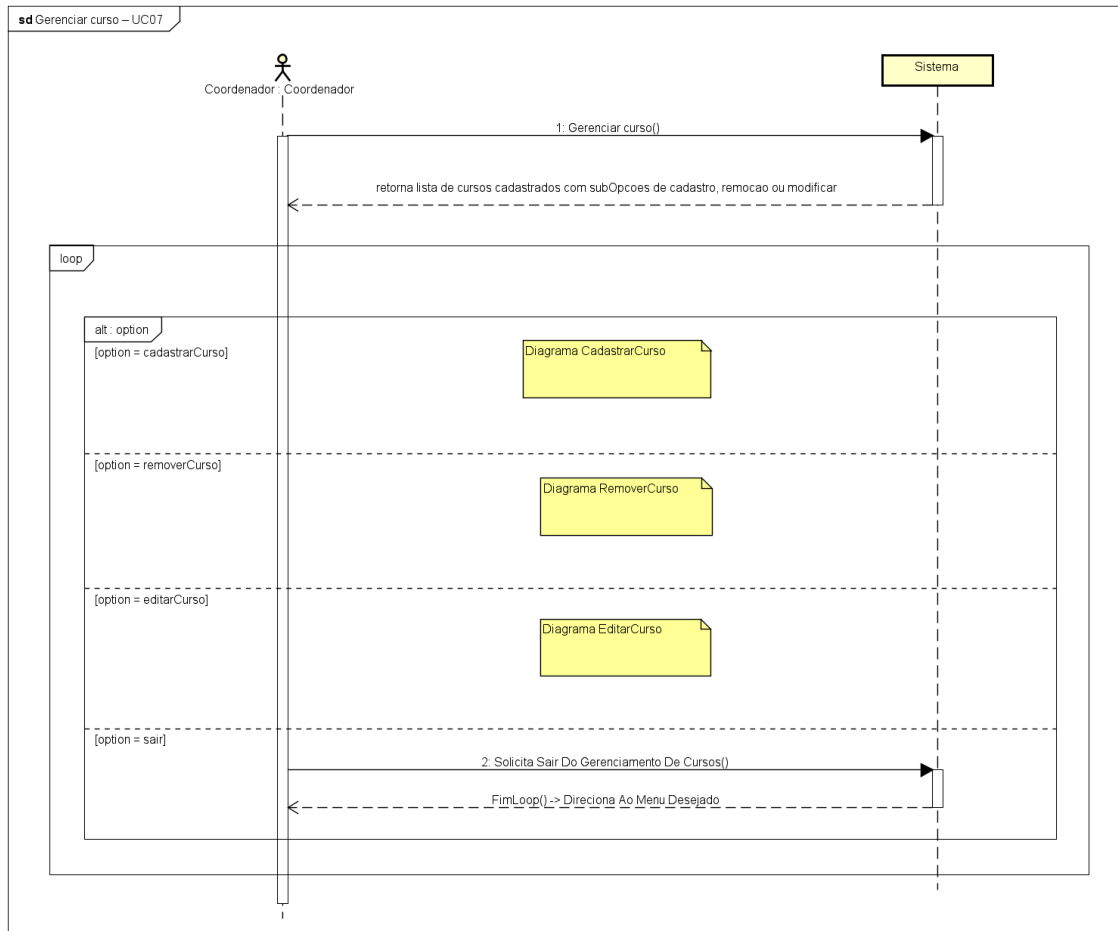 sd Gerenciar curso – UC07
Coordenador : Coordenador
Sistema
1: Gerenciar curso()
retorna lista de cursos cadastrados com subOpcoes de cadastro, remocao ou modificar
loop
alt : option
[option = cadastrarCurso]
Diagrama CadastrarCurso
[option = removerCurso]
Diagrama RemoverCurso
[option = editarCurso]
Diagrama EditarCurso
[option = sair]
2: Solicita Sair Do Gerenciamento De Cursos()
FimLoop() -> Direciona Ao Menu Desejado